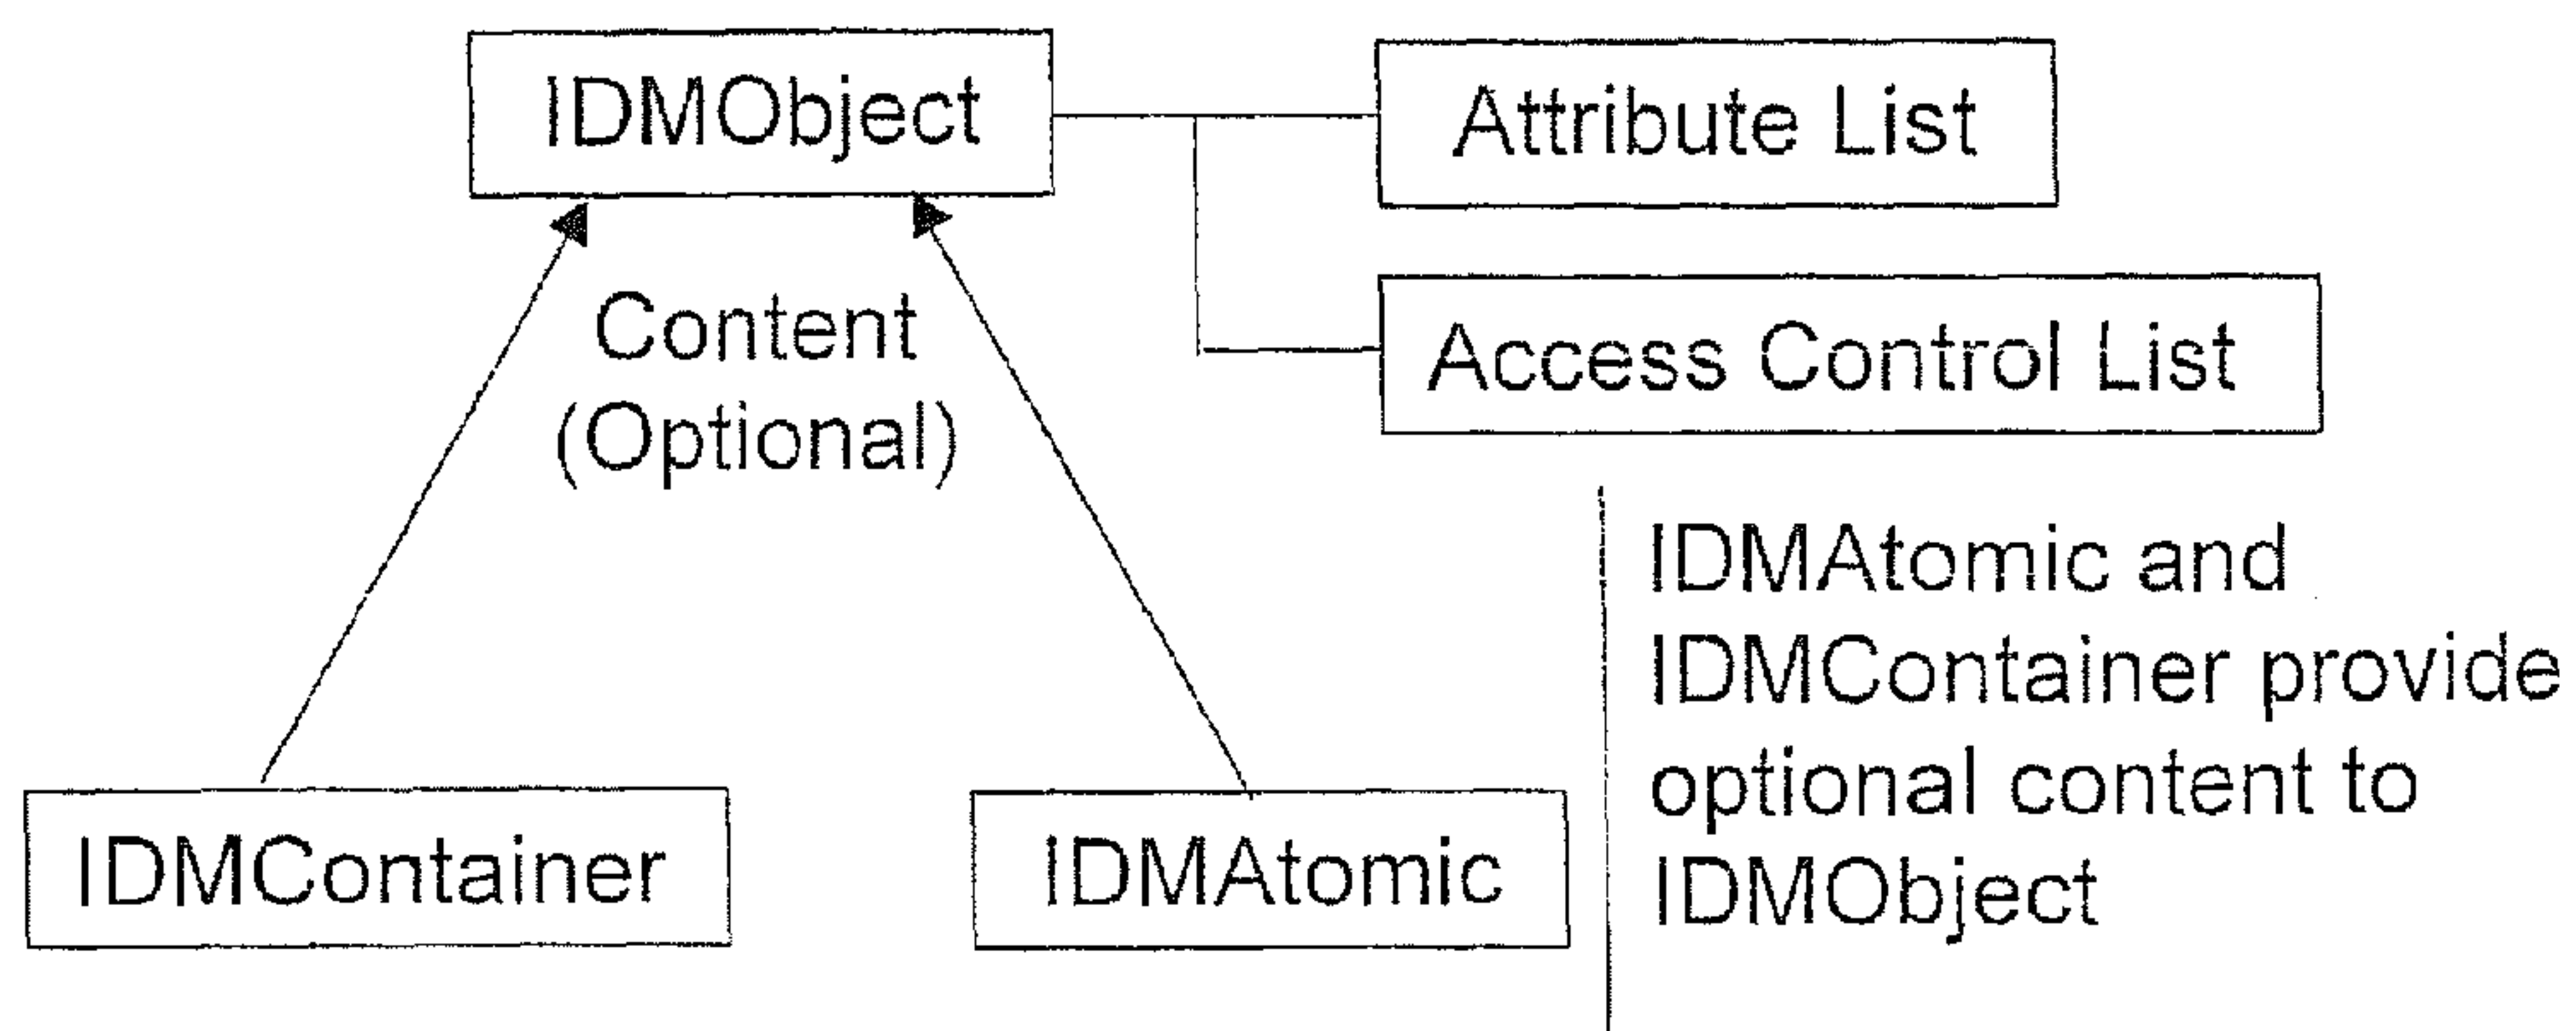 IDMObject
Attribute List
Content
(Optional)
Access Control List
IDMAtomic and
IDMContainer provide
optional content to
IDMObject
IDMContainer
IDMAtomic